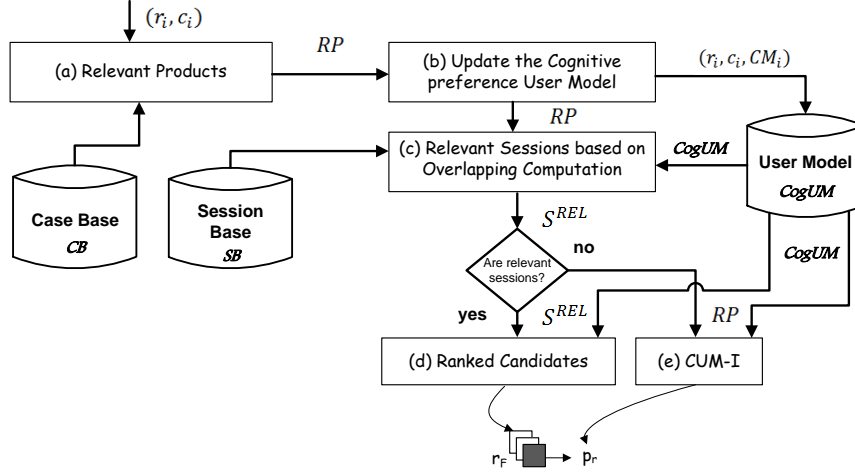 (r_i, c_i)
(a) Relevant Products
RP
(b) Update the Cognitive
preference User Model
(r_i, c_i, CM_i)
RP
(c) Relevant Sessions based on
Overlapping Computation
CogUM
User Model
CogUM
Case Base
CB
Session
Base
SB
S^REL
Are relevant
sessions?
no
yes
S^REL
CogUM
RP
(d) Ranked Candidates
(e) CUM-I
r_F
p_r